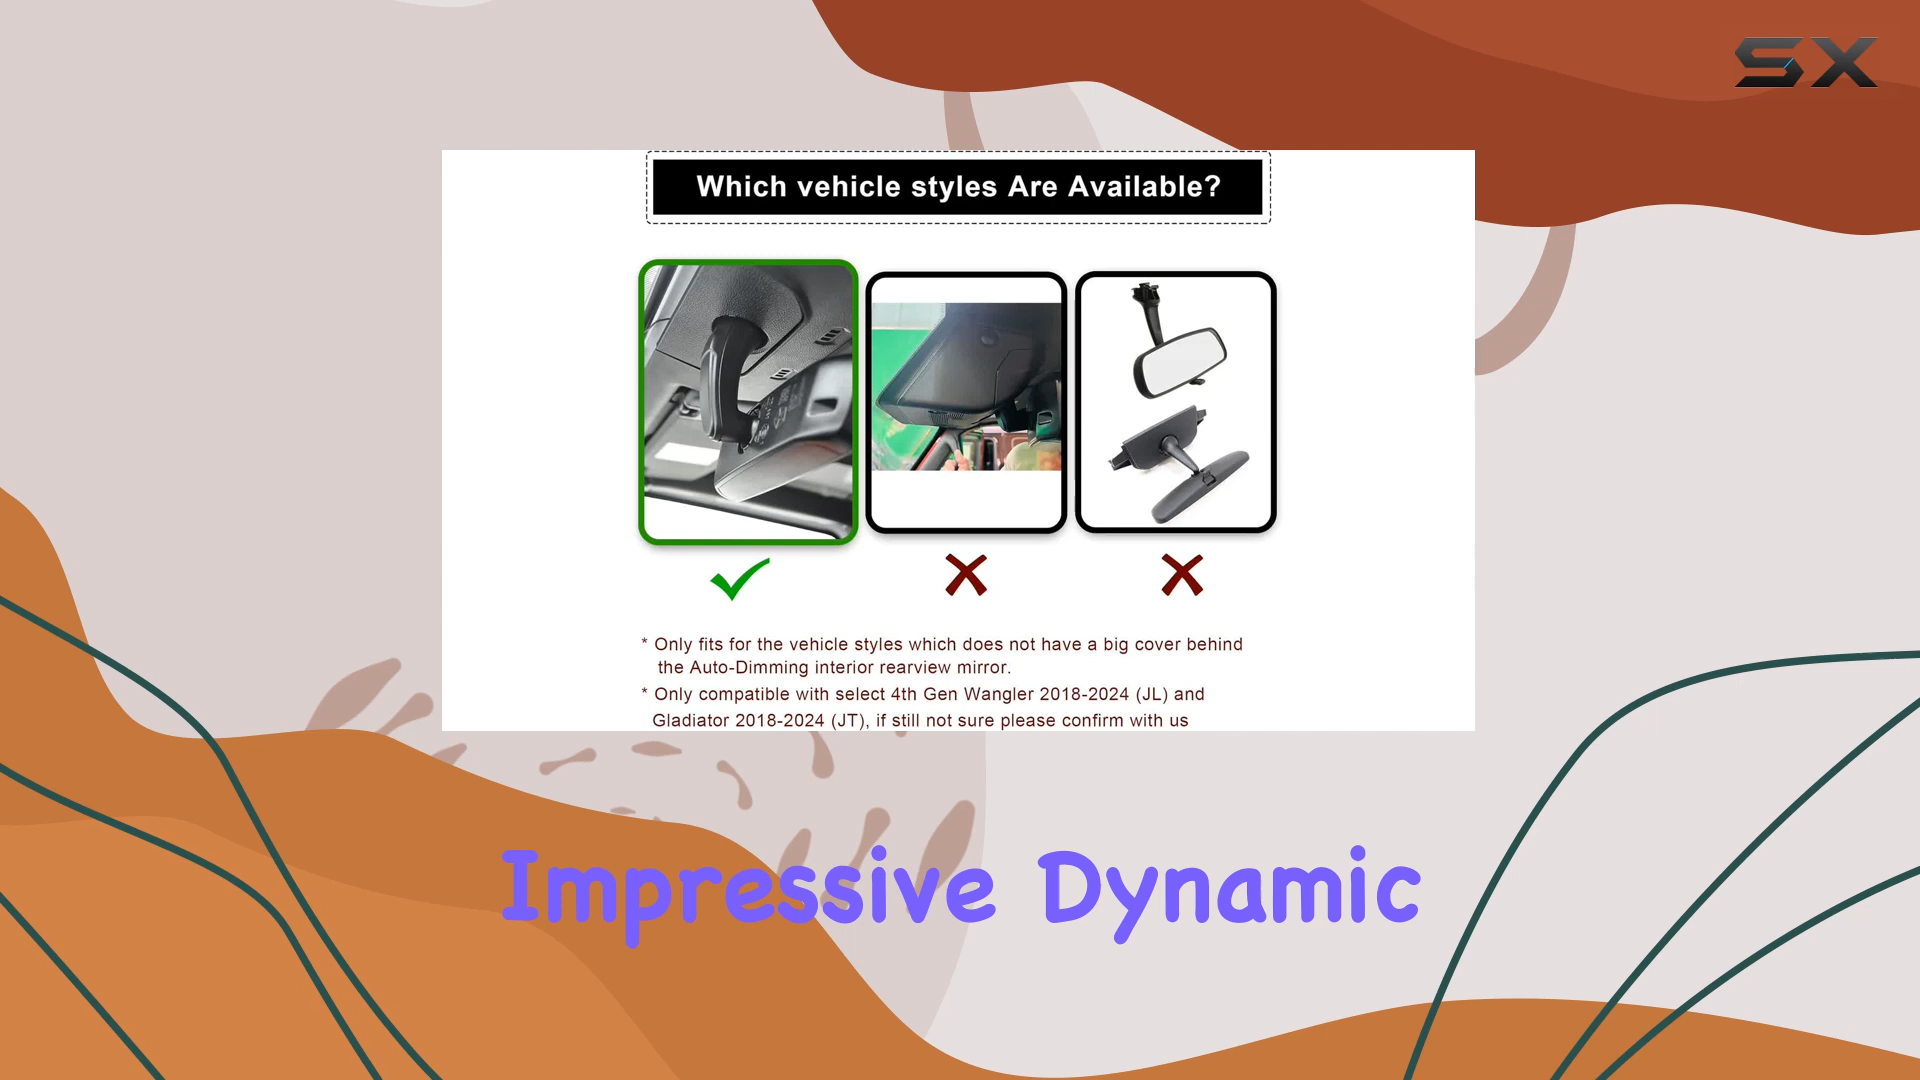 SX
Which vehicle styles Are Available?
* Only fits for the vehicle styles which does not have a big cover behind
the Auto-Dimming interior rearview mirror.
* Only compatible with select 4th Gen Wangler 2018-2024 (JL) and
Gladiator 2018-2024 (JT), if still not sure please confirm with us
Impressive Dynamic